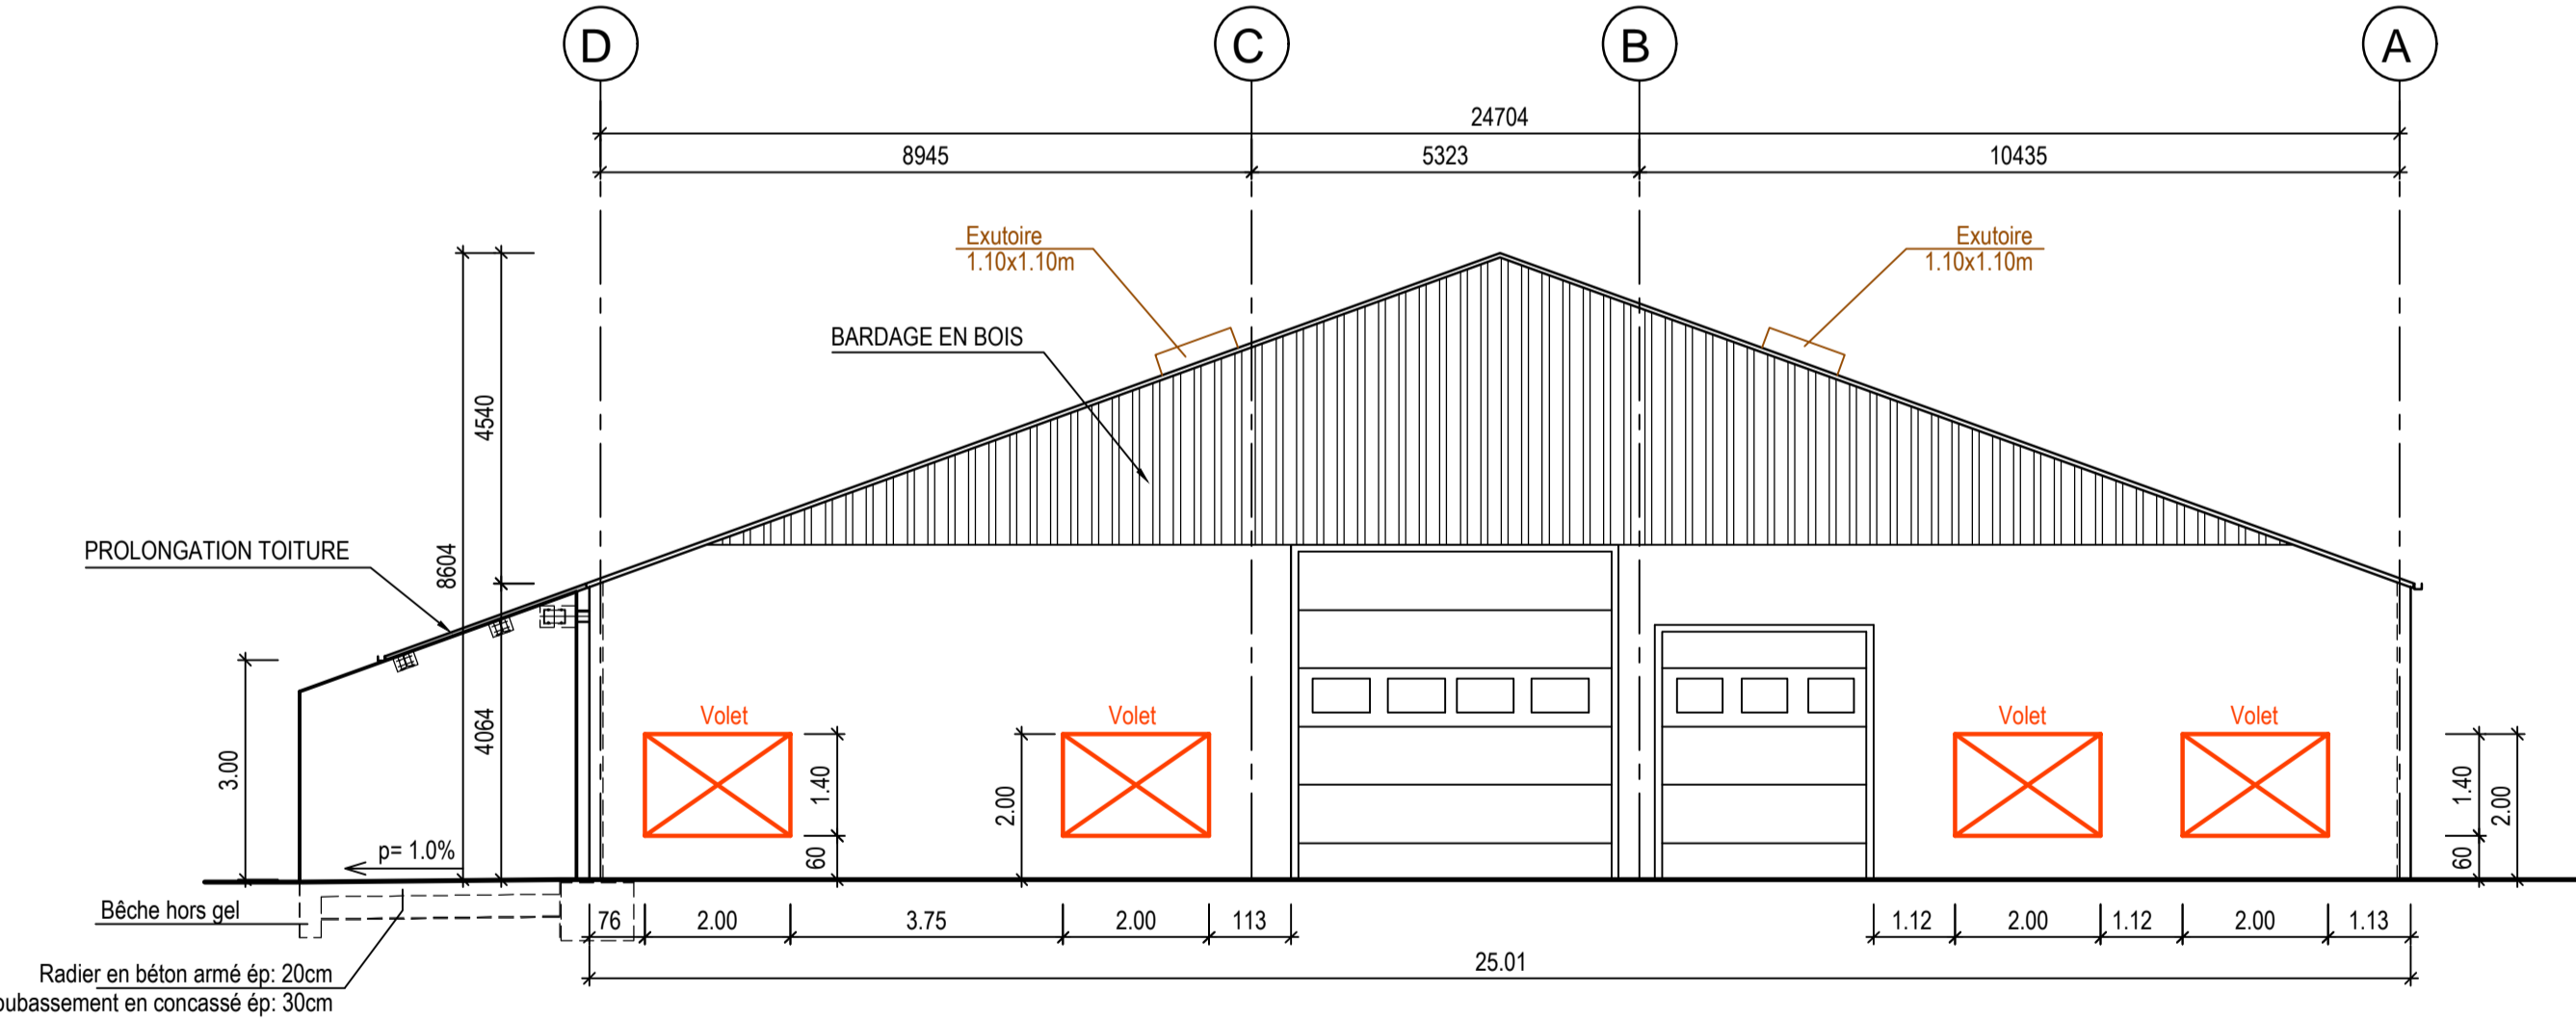 D
C
B
A
24704
8945
5323
10435
Exutoire
1.10x1.10m
Exutoire
1.10x1.10m
BARDAGE EN BOIS
4540
8604
PROLONGATION TOITURE
4064
3.00
Volet
Volet
Volet
Volet
1.40
60
2.00
1.40
2.00
60
p= 1.0%
Bêche hors gel
76
2.00
3.75
2.00
113
1.12
2.00
1.12
2.00
1.13
25.01
Radier en béton armé ép: 20cm
oubassement en concassé ép: 30cm